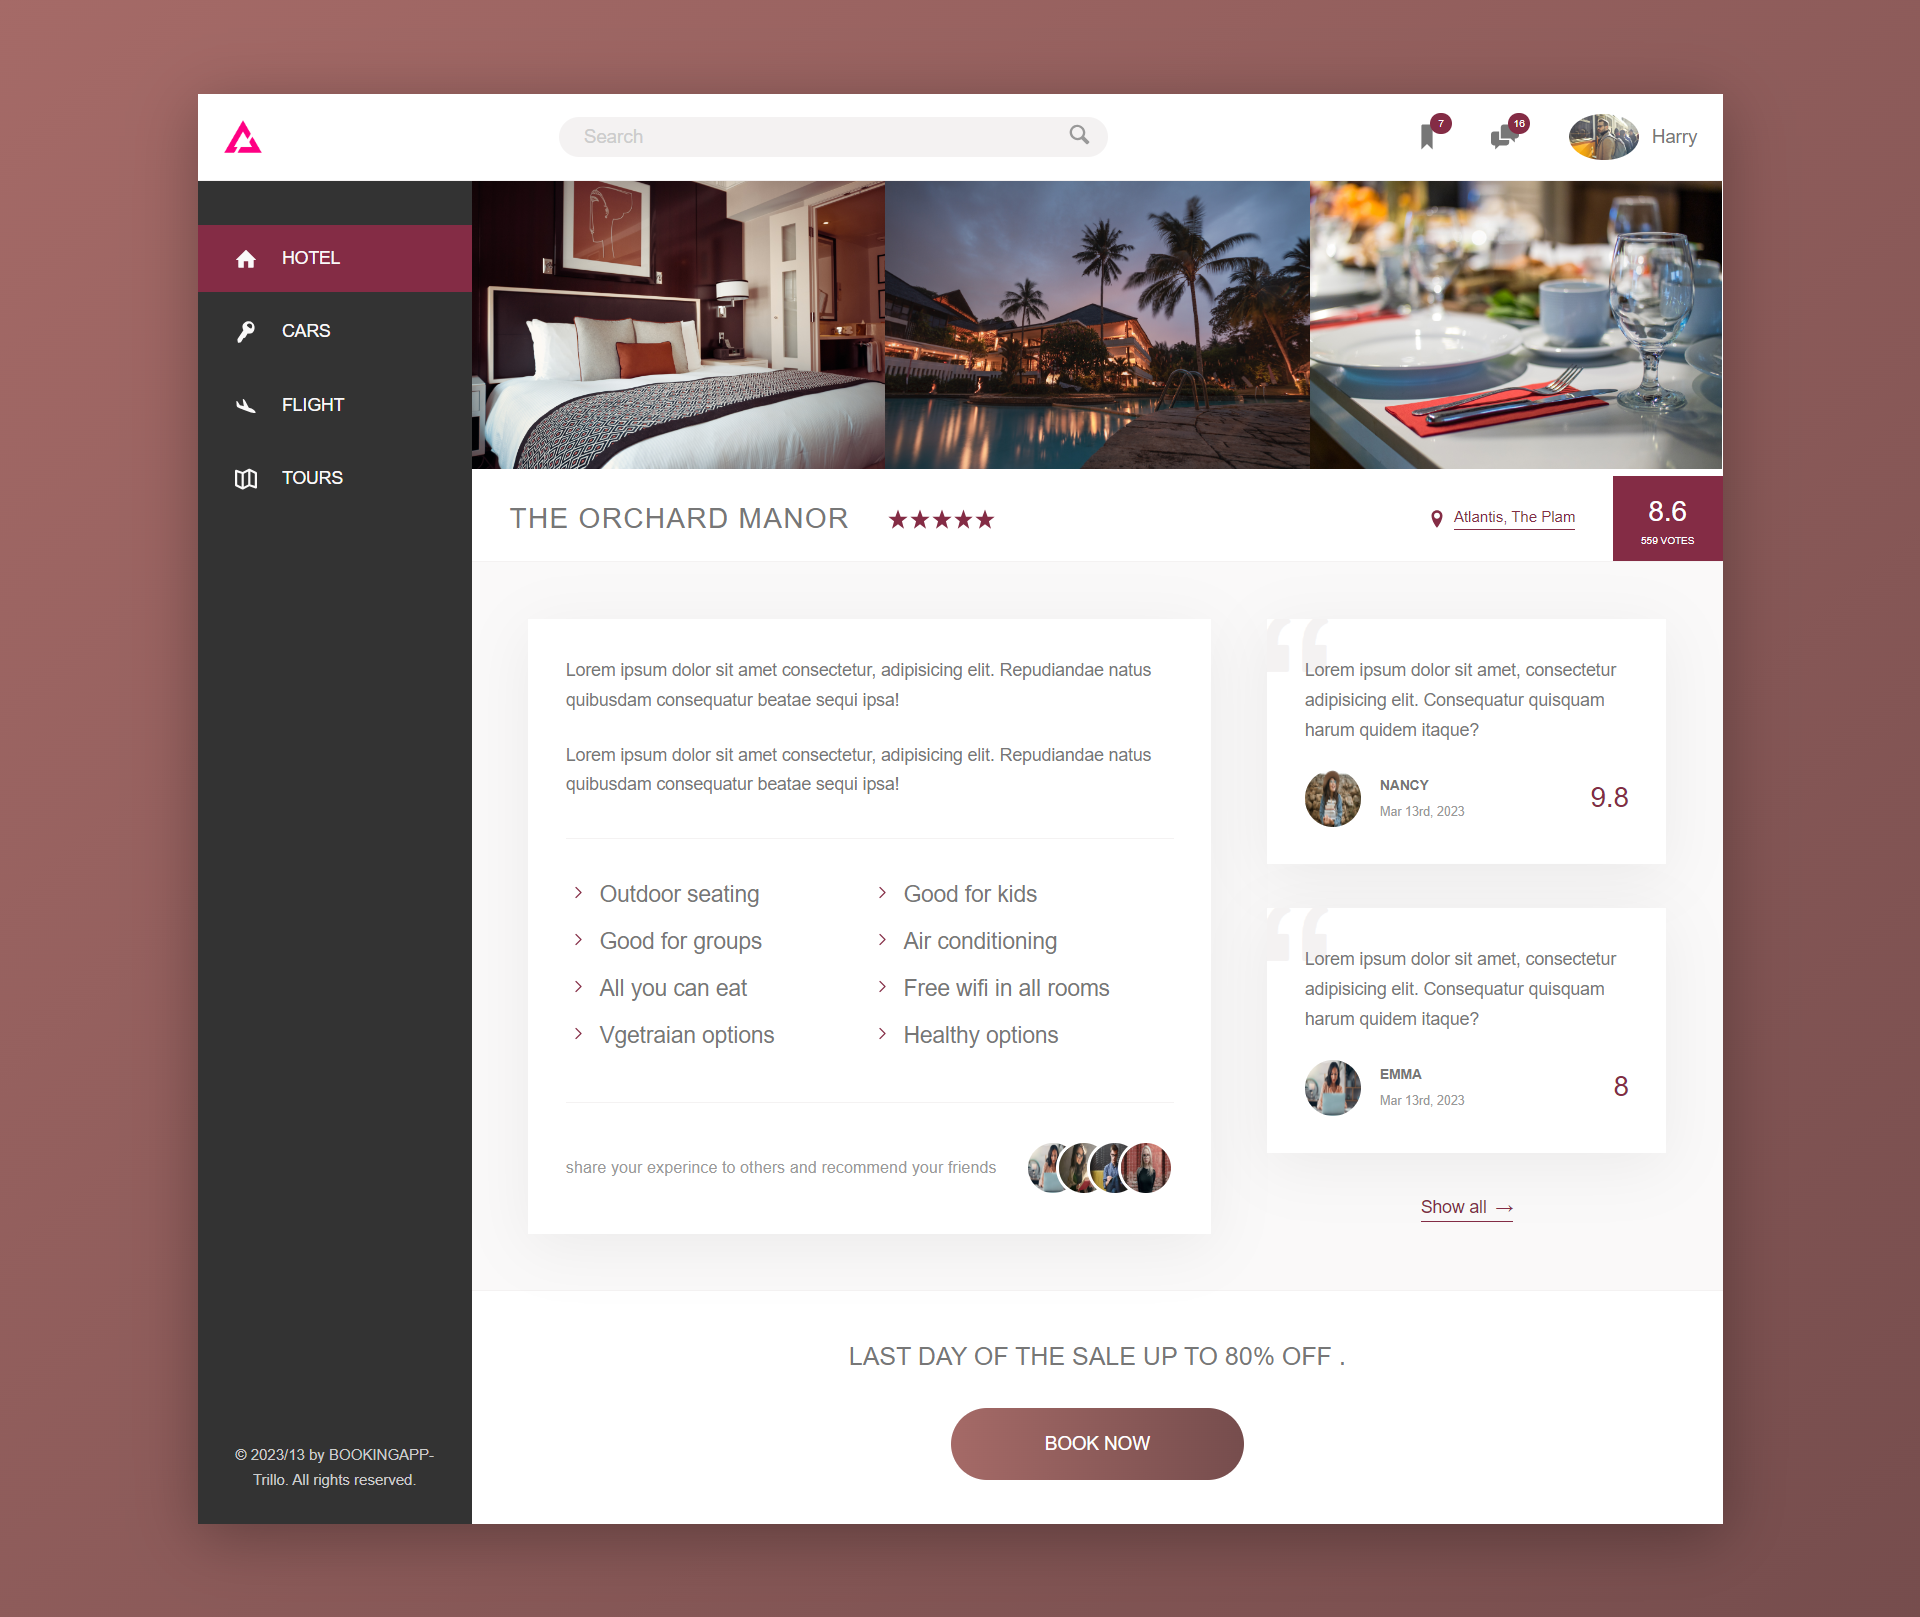 Search
7
16
Harry
HOTEL
CARS
FLIGHT
TOURS
THE ORCHARD MANOR
Atlantis, The Plam
8.6
559 VOTES
Lorem ipsum dolor sit amet consectetur, adipisicing elit. Repudiandae natus
quibusdam consequatur beatae sequi ipsa!
Lorem ipsum dolor sit amet consectetur, adipisicing elit. Repudiandae natus
quibusdam consequatur beatae sequi ipsa!
Outdoor seating
Good for kids
Good for groups
Air conditioning
All you can eat
Free wifi in all rooms
Vgetraian options
Healthy options
share your experince to others and recommend your friends
“
Lorem ipsum dolor sit amet, consectetur
adipisicing elit. Consequatur quisquam
harum quidem itaque?
NANCY
Mar 13rd, 2023
9.8
“
Lorem ipsum dolor sit amet, consectetur
adipisicing elit. Consequatur quisquam
harum quidem itaque?
EMMA
Mar 13rd, 2023
8
Show all →
LAST DAY OF THE SALE UP TO 80% OFF .
BOOK NOW
© 2023/13 by BOOKINGAPP-
Trillo. All rights reserved.